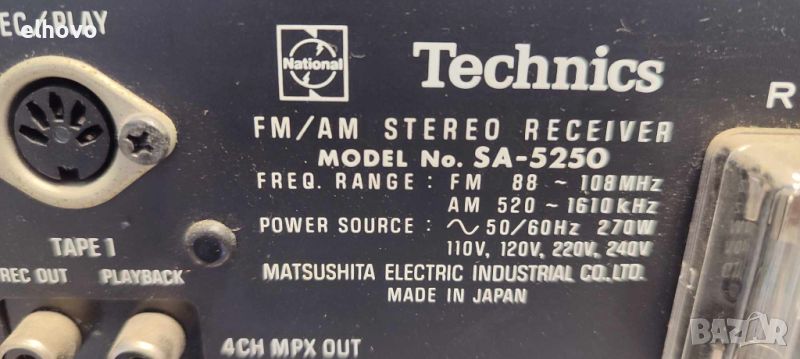 elhovo
EC/PLAY
National
Technics
R
FM/AM STEREO RECEIVER
MODEL No. SA-5250
FREQ. RANGE : FM 88 ~ 108MHz
AM 520 ~ 1610kHz
POWER SOURCE : ~ 50/60Hz 270W
110V, 120V, 220V, 240V
MATSUSHITA ELECTRIC INDUSTRIAL CO., LTD.
MADE IN JAPAN
TAPE 1
REC OUT PLAYBACK
4CH MPX OUT
BAZAR